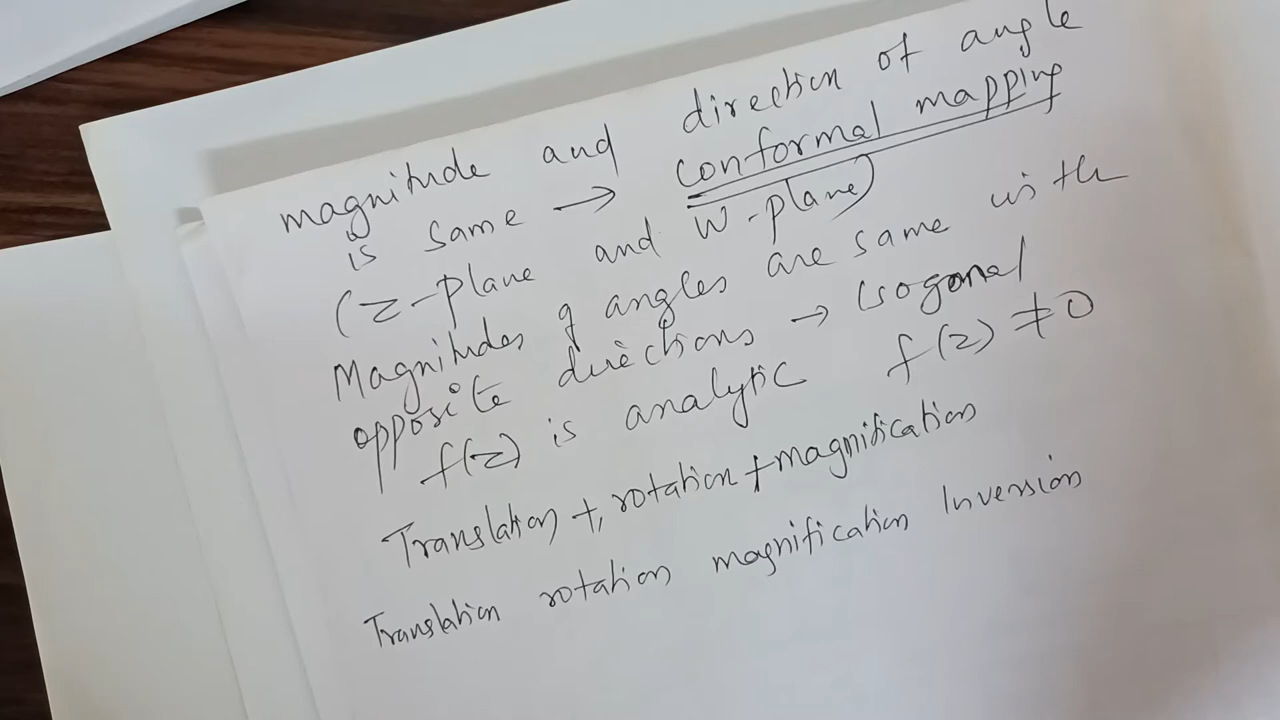 magnitude and direction of angle
is same → conformal mapping
(z-plane and w-plane)
Magnitudes of angles are same with
opposite directions → Isogonal
f(z) is analytic f(z) ≠ 0
Translation +, rotation + magnification
Translation rotation magnification Inversion